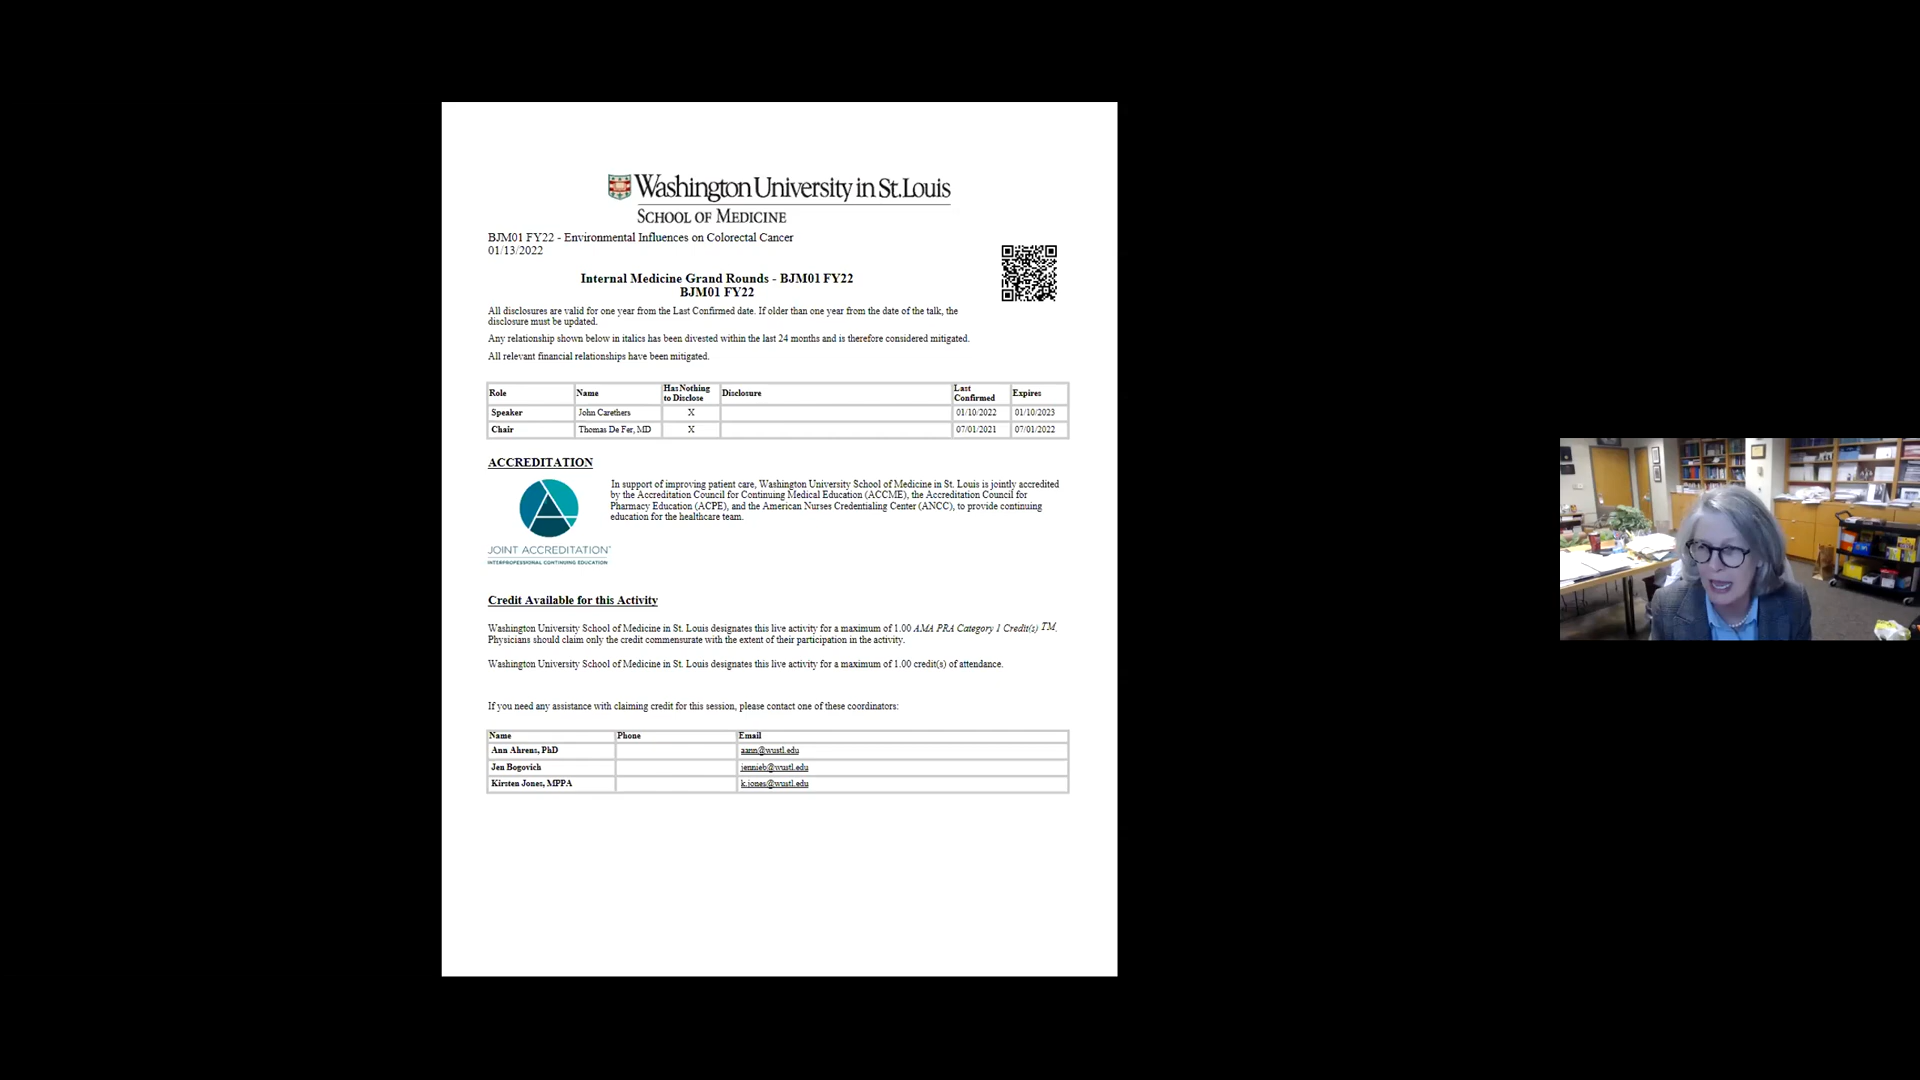 Washington University in St. Louis
SCHOOL OF MEDICINE
BJM01 FY22 - Environmental Influences on Colorectal Cancer
01/13/2022
Internal Medicine Grand Rounds - BJM01 FY22
BJM01 FY22
All disclosures are valid for one year from the Last Confirmed date. If older than one year from the date of the talk, the
disclosure must be updated.
Any relationship shown below in italics has been divested within the last 24 months and is therefore considered mitigated.
All relevant financial relationships have been mitigated.
Role Name Has Nothing to Disclose Disclosure Last Confirmed Expires
Speaker John Carethers X 01/10/2022 01/10/2023
Chair Thomas De Fer, MD X 07/01/2021 07/01/2022
ACCREDITATION
In support of improving patient care, Washington University School of Medicine in St. Louis is jointly accredited
by the Accreditation Council for Continuing Medical Education (ACCME), the Accreditation Council for
Pharmacy Education (ACPE), and the American Nurses Credentialing Center (ANCC), to provide continuing
education for the healthcare team.
JOINT ACCREDITATION
INTERPROFESSIONAL CONTINUING EDUCATION
Credit Available for this Activity
Washington University School of Medicine in St. Louis designates this live activity for a maximum of 1.00 AMA PRA Category 1 Credit(s) TM.
Physicians should claim only the credit commensurate with the extent of their participation in the activity.
Washington University School of Medicine in St. Louis designates this live activity for a maximum of 1.00 credit(s) of attendance.
If you need any assistance with claiming credit for this session, please contact one of these coordinators:
Name Phone Email
Ann Ahrens, PhD aann@wustl.edu
Jen Bogovich jennieb@wustl.edu
Kirsten Jones, MPPA k.jones@wustl.edu